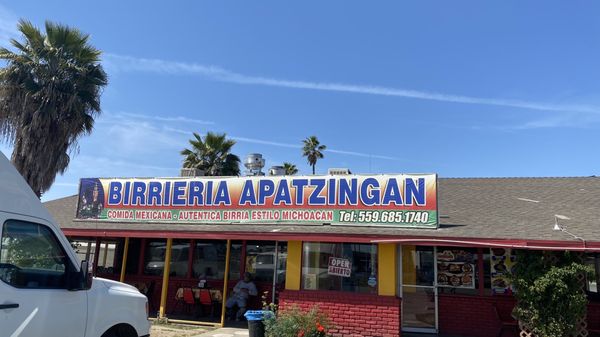 BIRRIERIA APATZINGAN
COMIDA MEXICANA - AUTENTICA BIRRIA ESTILO MICHOACAN Tel: 559.685.1740
OPEN
ABIERTO